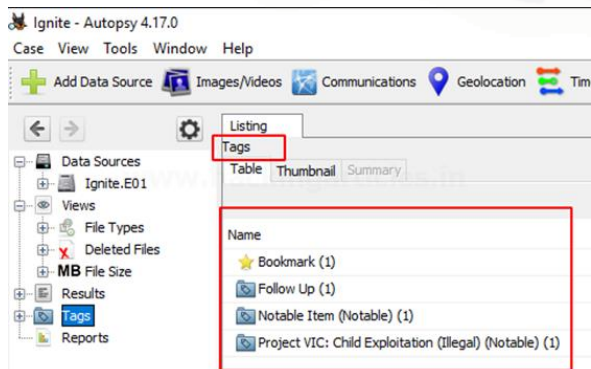 Ignite - Autopsy 4.17.0
Case View Tools Window Help
Add Data Source Images/Videos Communications Geolocation Tim
Listing
Tags
Table Thumbnail Summary
Data Sources
Ignite.E01
Views
File Types
Deleted Files
MB File Size
Results
Tags
Reports
Name
Bookmark (1)
Follow Up (1)
Notable Item (Notable) (1)
Project VIC: Child Exploitation (Illegal) (Notable) (1)